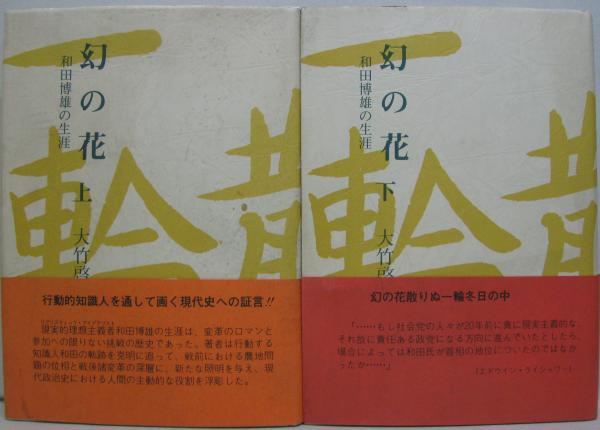 幻の花 上
和田博雄の生涯
大竹啓
一輪
行動的知識人を通して画く現代史への証言!!
現実的理想主義者和田博雄の生涯は、変革のロマンと
参加への限りない挑戦の歴史であった。著者は行動する
知識人和田の軌跡を克明に追って、戦前における農地問
題の位相と戦後諸変革の深層に、新たな照明を与え、現
代政治史における人間の主動的な役割を浮彫した。
幻の花 下
和田博雄の生涯
大竹啓
一輪
散
幻の花散りぬ一輪冬日の中
「……もし社会党の人々が20年前に真に現実主義的な、
それ故に責任ある政党になる方向に進んでいたとしたら、
場合によっては和田氏が首相の地位についたのではなか
ったか……」
(エドウィン・ライシャワー)